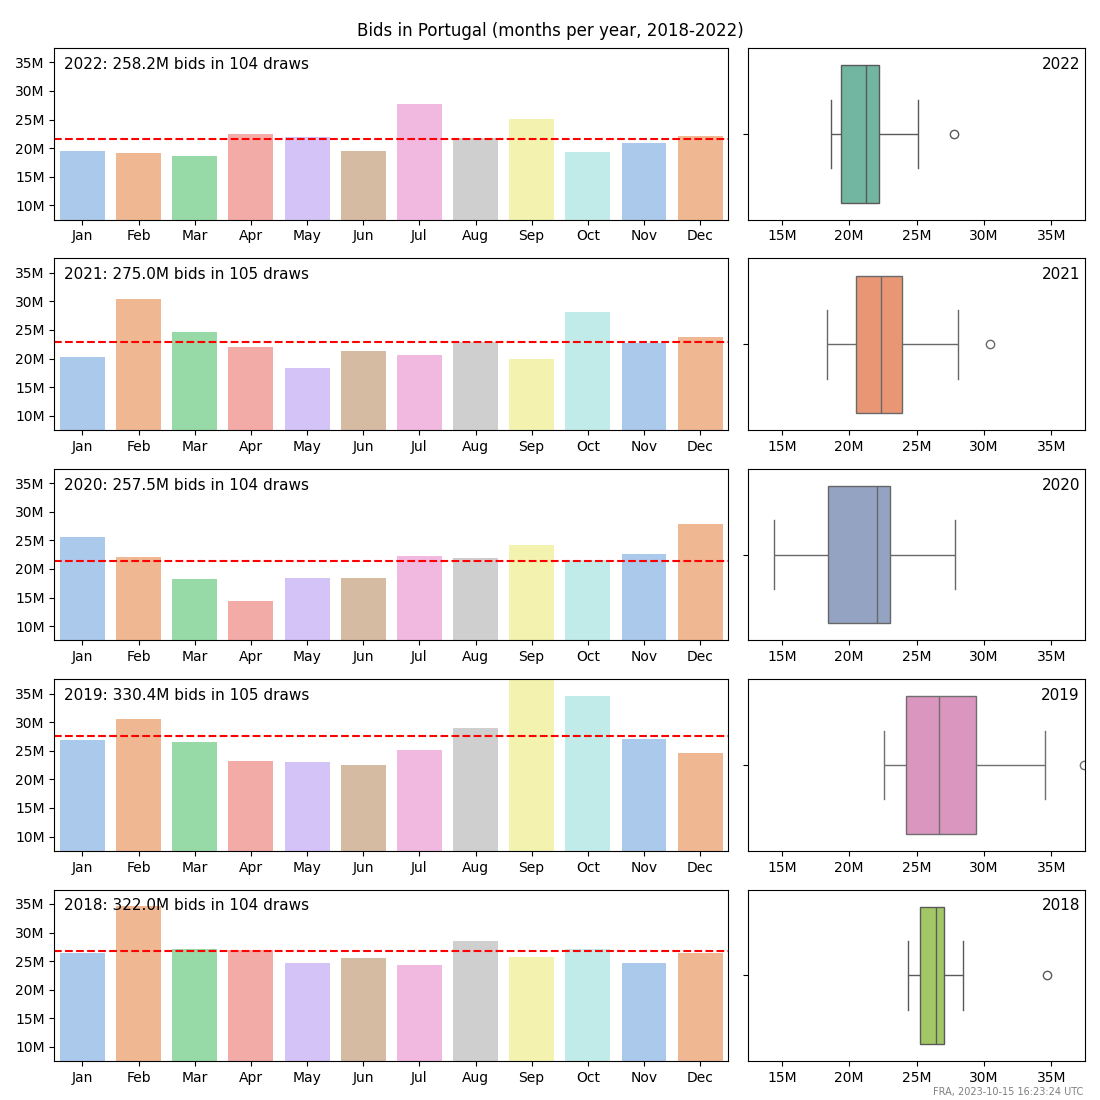 Bids in Portugal (months per year, 2018-2022)
35M
30M
25M
20M
15M
10M
2022: 258.2M bids in 104 draws
Jan Feb Mar Apr May Jun Jul Aug Sep Oct Nov Dec
2022
15M 20M 25M 30M 35M
35M
30M
25M
20M
15M
10M
2021: 275.0M bids in 105 draws
Jan Feb Mar Apr May Jun Jul Aug Sep Oct Nov Dec
2021
15M 20M 25M 30M 35M
35M
30M
25M
20M
15M
10M
2020: 257.5M bids in 104 draws
Jan Feb Mar Apr May Jun Jul Aug Sep Oct Nov Dec
2020
15M 20M 25M 30M 35M
35M
30M
25M
20M
15M
10M
2019: 330.4M bids in 105 draws
Jan Feb Mar Apr May Jun Jul Aug Sep Oct Nov Dec
2019
15M 20M 25M 30M 35M
35M
30M
25M
20M
15M
10M
2018: 322.0M bids in 104 draws
Jan Feb Mar Apr May Jun Jul Aug Sep Oct Nov Dec
2018
15M 20M 25M 30M 35M
FRA, 2023-10-15 16:23:24 UTC